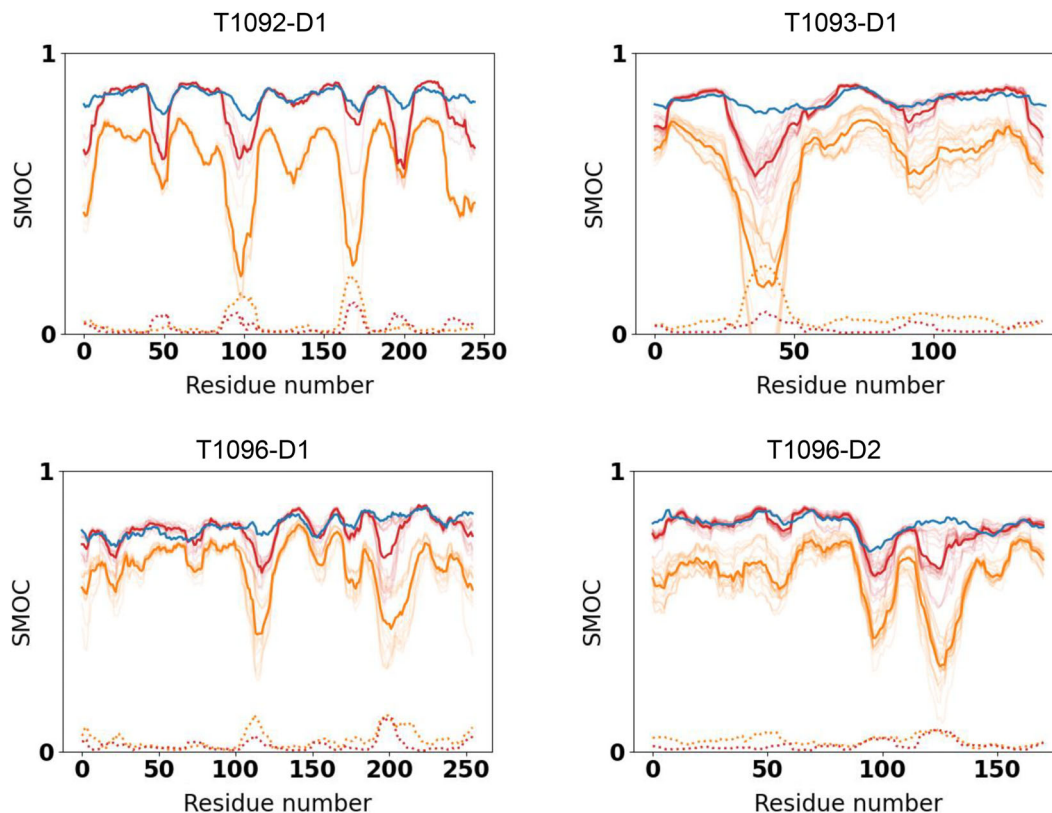 T1092-D1
1
SMOC
0
0 50 100 150 200 250
Residue number
T1093-D1
1
SMOC
0
0 50 100
Residue number
T1096-D1
1
SMOC
0
0 50 100 150 200 250
Residue number
T1096-D2
1
SMOC
0
0 50 100 150
Residue number